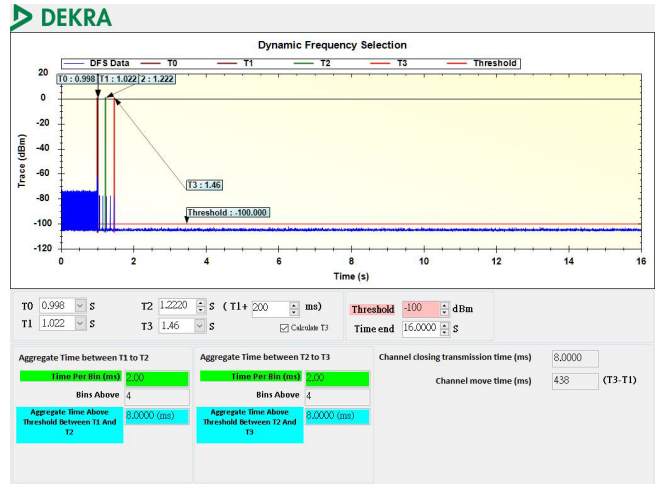 DEKRA
Dynamic Frequency Selection
DFS Data T0 T1 T2 T3 Threshold
T0 : 0.998 T1 : 1.022 2 : 1.222
20
0
-20
-40
-60
-80
-100
-120
Trace (dBm)
T3 : 1.46
Threshold : -100.000
0 2 4 6 8 10 12 14 16
Time (s)
T0 0.998 S T2 1.2220 S ( T1+ 200 ms) Threshold -100 dBm
T1 1.022 S T3 1.46 S Calculate T3 Time end 16.0000 S
Aggregate Time between T1 to T2
Time Per Bin (ms) 2.00
Bins Above 4
Aggregate Time Above
Threshold Between T1 And
T2
8.0000 (ms)
Aggregate Time between T2 to T3
Time Per Bin (ms) 2.00
Bins Above 4
Aggregate Time Above
Threshold Between T2 And
T3
8.0000 (ms)
Channel closing transmission time (ms) 8.0000
Channel move time (ms) 438 (T3-T1)